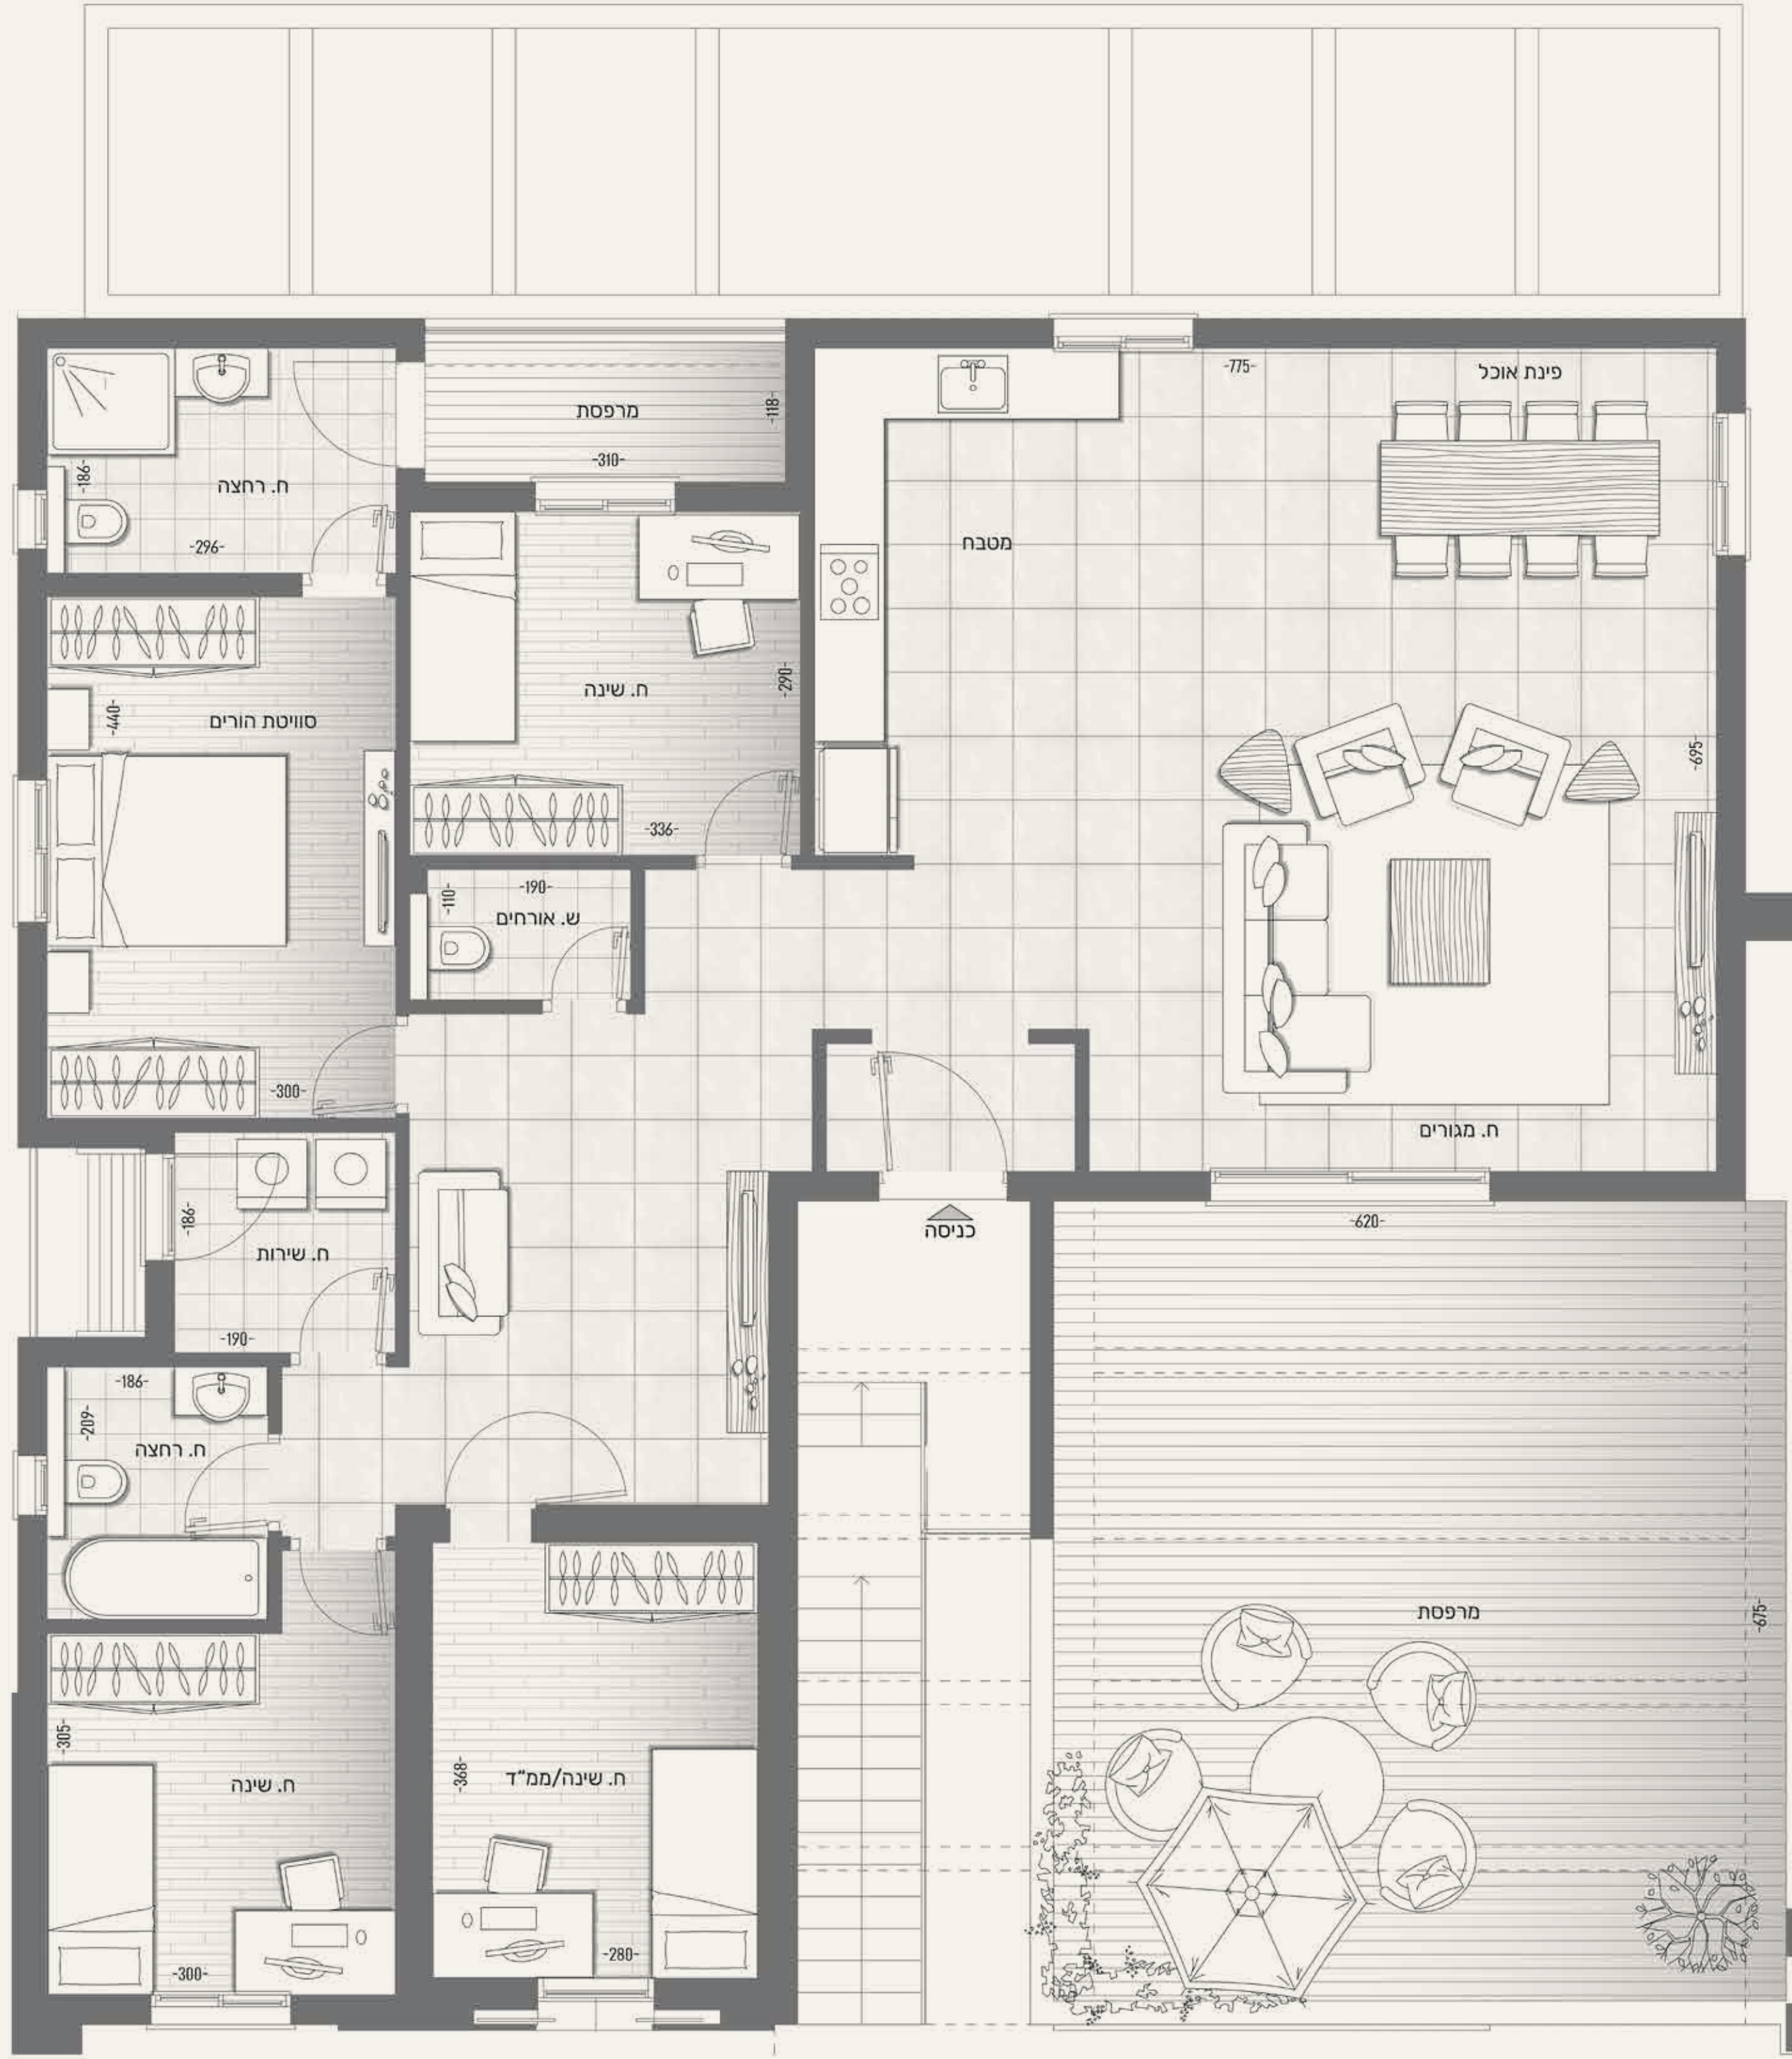 -775-
פינת אוכל
מרפסת
-118-
-310-
-186-
ח. רחצה
-296-
מטבח
-290-
ח. שינה
-440-
סוויטת הורים
-695-
-336-
-190-
-110-
ש. אורחים
-300-
ח. מגורים
-186-
ח. שירות
-190-
כניסה
-620-
-186-
-209-
ח. רחצה
מרפסת
-675-
-305-
ח. שינה
-368-
ח. שינה/ממ"ד
-280-
-300-